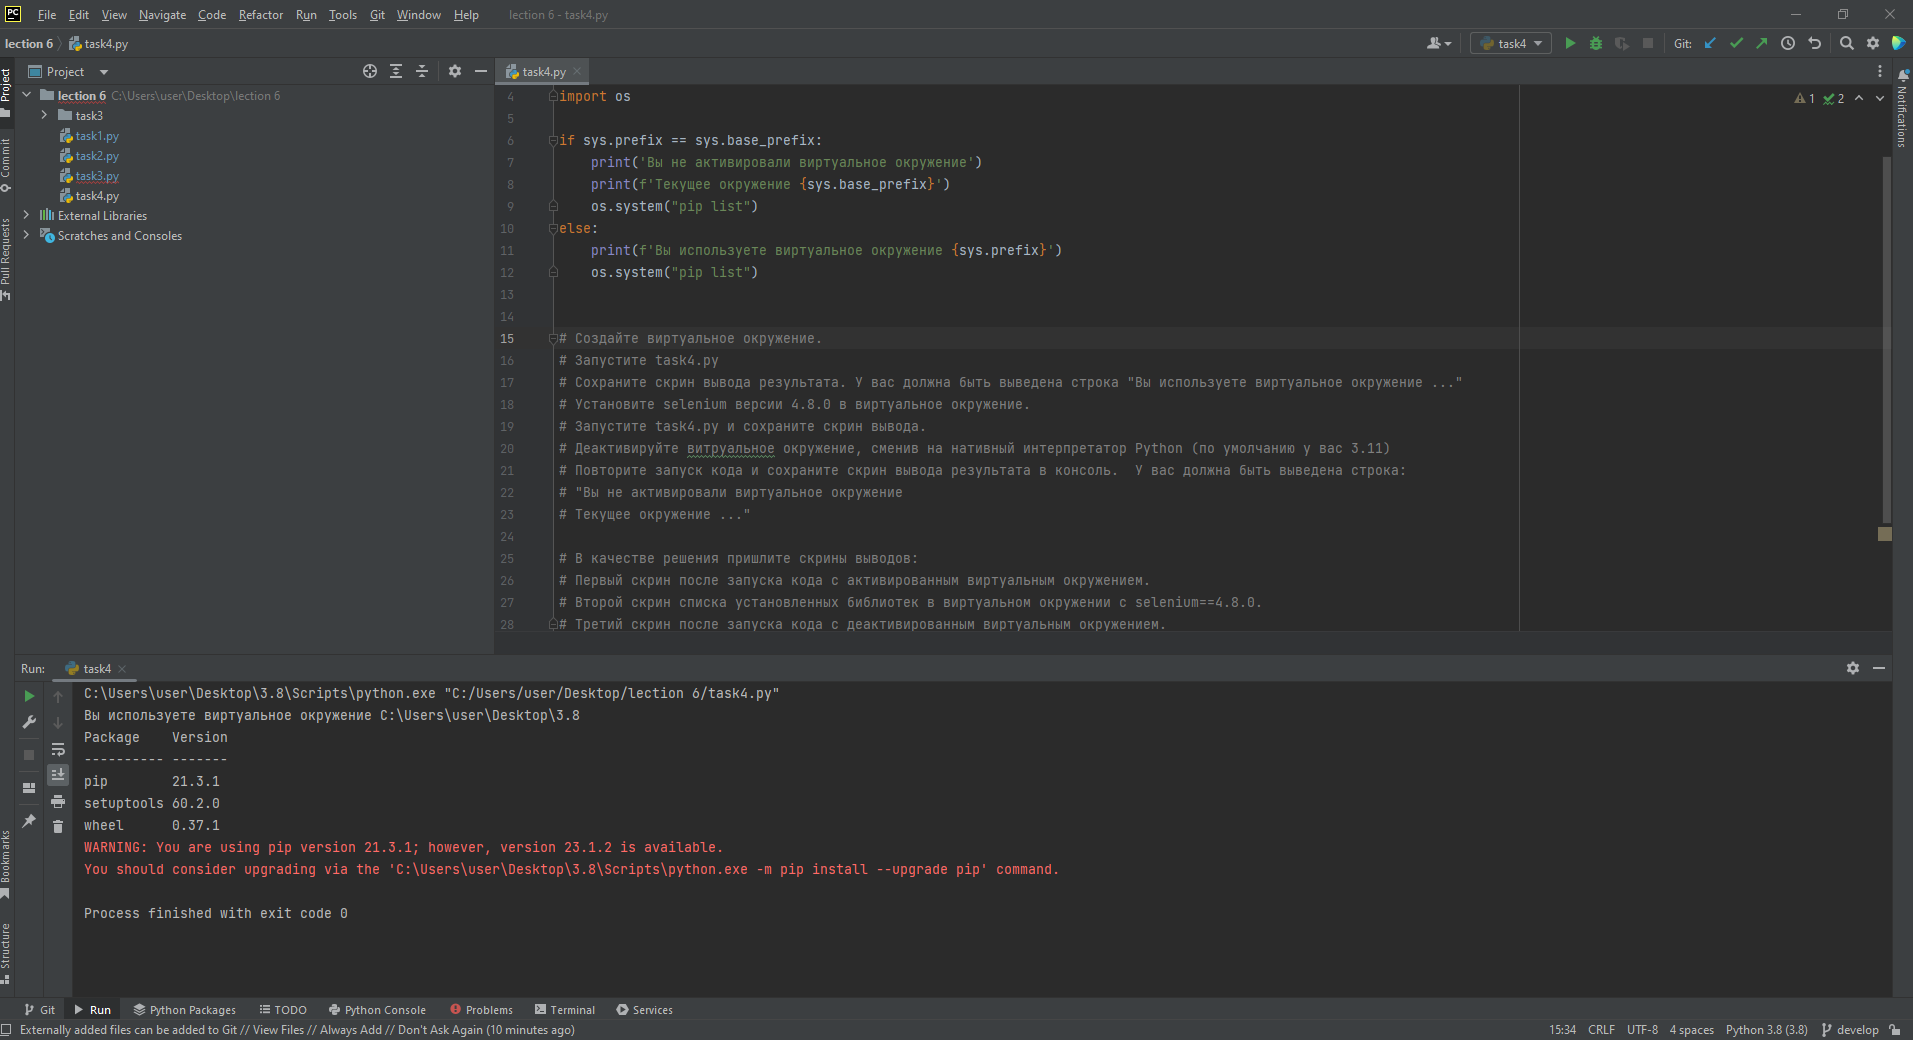 PC File Edit View Navigate Code Refactor Run Tools Git Window Help lection 6 - task4.py
lection 6 task4.py task4 Git:
Project task4.py
lection 6 C:\Users\user\Desktop\lection 6
task3
task1.py
task2.py
task3.py
task4.py
External Libraries
Scratches and Consoles
Project
Commit
Pull Requests
Bookmarks
Structure
Notifications
1 2
4 import os
5
6 if sys.prefix == sys.base_prefix:
7 print('Вы не активировали виртуальное окружение')
8 print(f'Текущее окружение {sys.base_prefix}')
9 os.system("pip list")
10 else:
11 print(f'Вы используете виртуальное окружение {sys.prefix}')
12 os.system("pip list")
13
14
15 # Создайте виртуальное окружение.
16 # Запустите task4.py
17 # Сохраните скрин вывода результата. У вас должна быть выведена строка "Вы используете виртуальное окружение ..."
18 # Установите selenium версии 4.8.0 в виртуальное окружение.
19 # Запустите task4.py и сохраните скрин вывода.
20 # Деактивируйте витруальное окружение, сменив на нативный интерпретатор Python (по умолчанию у вас 3.11)
21 # Повторите запуск кода и сохраните скрин вывода результата в консоль.  У вас должна быть выведена строка:
22 # "Вы не активировали виртуальное окружение
23 # Текущее окружение ..."
24
25 # В качестве решения пришлите скрины выводов:
26 # Первый скрин после запуска кода с активированным виртуальным окружением.
27 # Второй скрин списка установленных библиотек в виртуальном окружении с selenium==4.8.0.
28 # Третий скрин после запуска кода с деактивированным виртуальным окружением.
Run: task4
C:\Users\user\Desktop\3.8\Scripts\python.exe "C:/Users/user/Desktop/lection 6/task4.py"
Вы используете виртуальное окружение C:\Users\user\Desktop\3.8
Package    Version
---------- -------
pip        21.3.1
setuptools 60.2.0
wheel      0.37.1
WARNING: You are using pip version 21.3.1; however, version 23.1.2 is available.
You should consider upgrading via the 'C:\Users\user\Desktop\3.8\Scripts\python.exe -m pip install --upgrade pip' command.
Process finished with exit code 0
Git Run Python Packages TODO Python Console Problems Terminal Services
Externally added files can be added to Git // View Files // Always Add // Don't Ask Again (10 minutes ago) 15:34 CRLF UTF-8 4 spaces Python 3.8 (3.8) develop